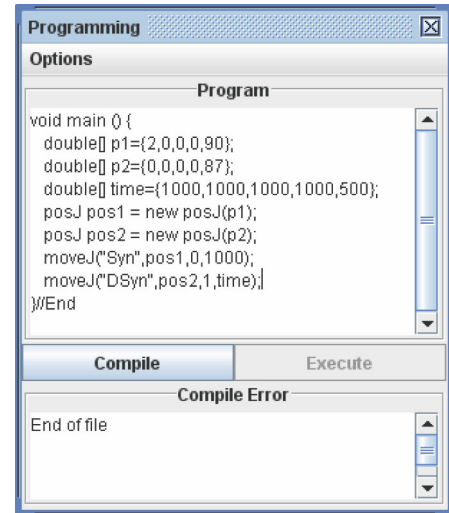 Programming
Options
Program
void main () {
double[] p1={2,0,0,0,90};
double[] p2={0,0,0,0,87};
double[] time={1000,1000,1000,1000,500};
posJ pos1 = new posJ(p1);
posJ pos2 = new posJ(p2);
moveJ("Syn",pos1,0,1000);
moveJ("DSyn",pos2,1,time);
}//End
Compile Execute
Compile Error
End of file